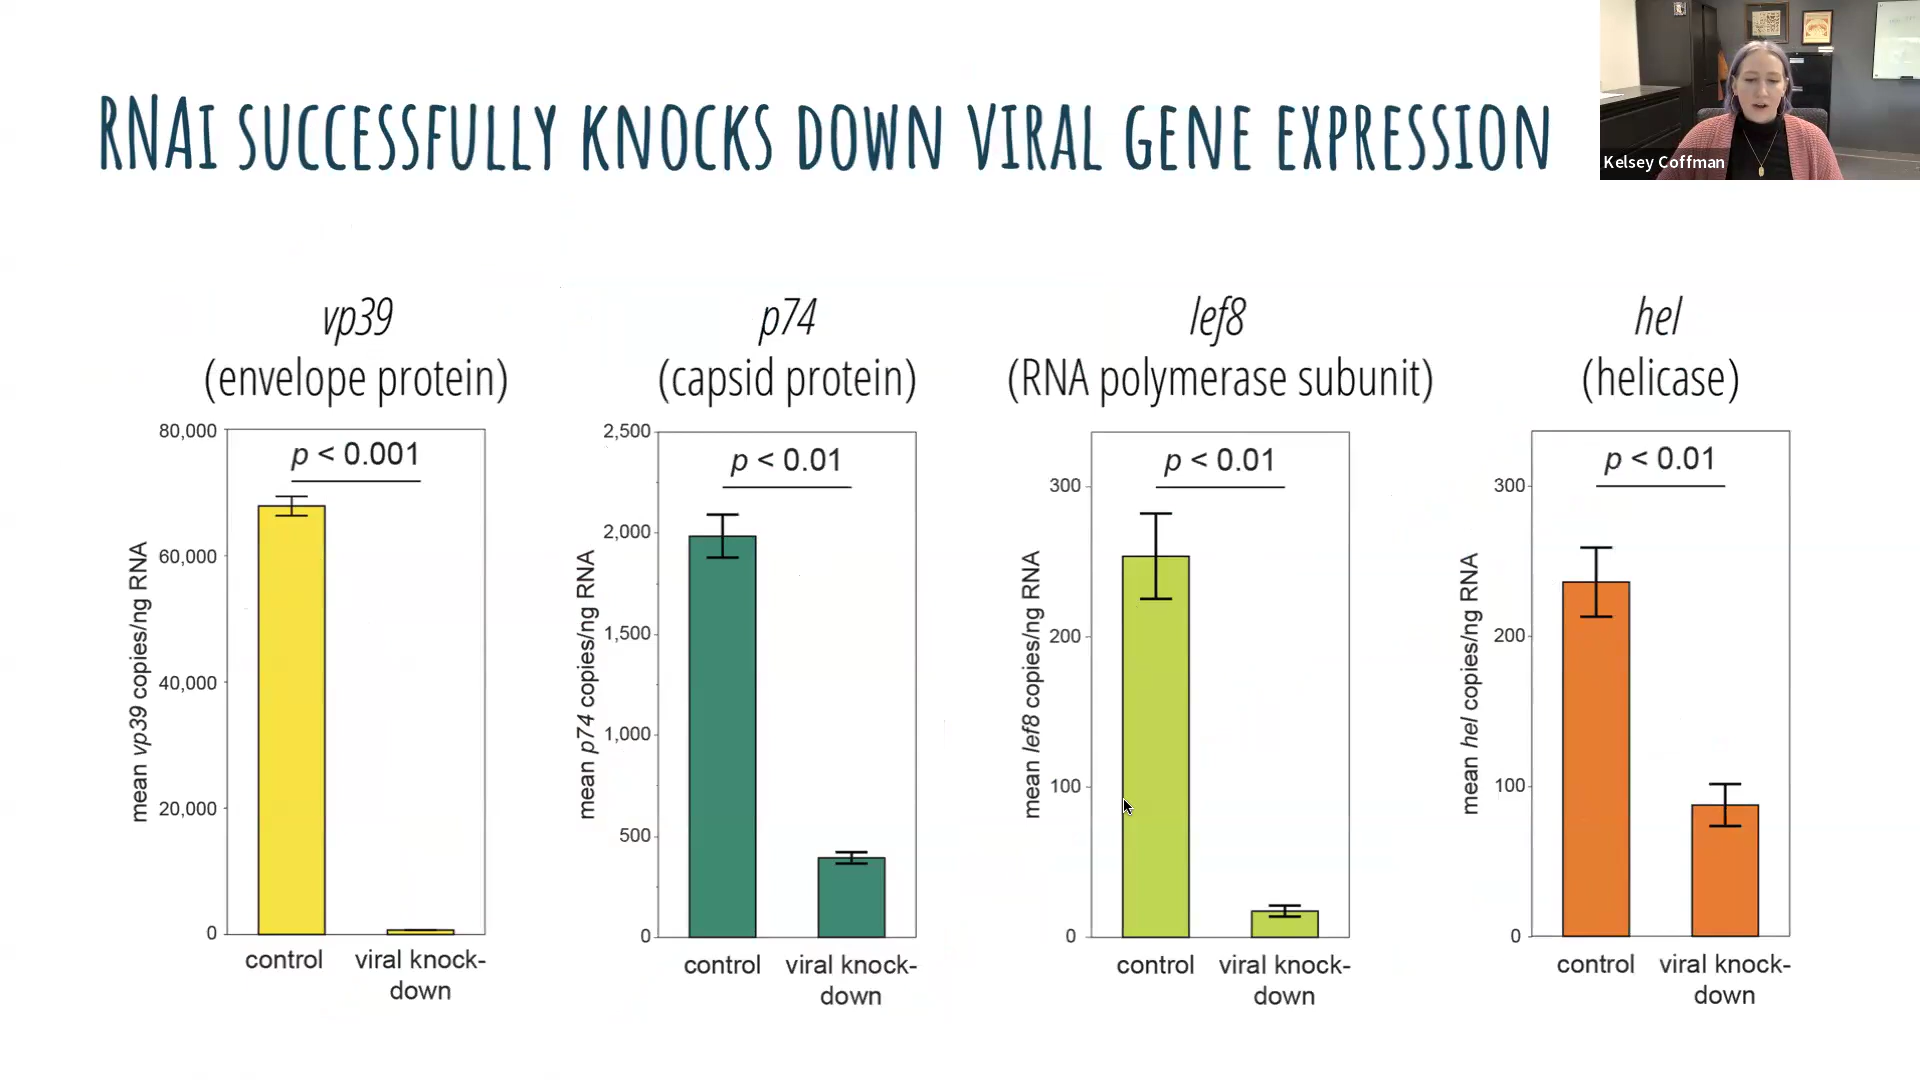 RNAi successfully knocks down viral gene expression
Kelsey Coffman
vp39
(envelope protein)
80,000
60,000
40,000
20,000
0
mean vp39 copies/ng RNA
p < 0.001
control
viral knock-
down
p74
(capsid protein)
2,500
2,000
1,500
1,000
500
0
mean p74 copies/ng RNA
p < 0.01
control
viral knock-
down
lef8
(RNA polymerase subunit)
300
200
100
0
mean lef8 copies/ng RNA
p < 0.01
control
viral knock-
down
hel
(helicase)
300
200
100
0
mean hel copies/ng RNA
p < 0.01
control
viral knock-
down